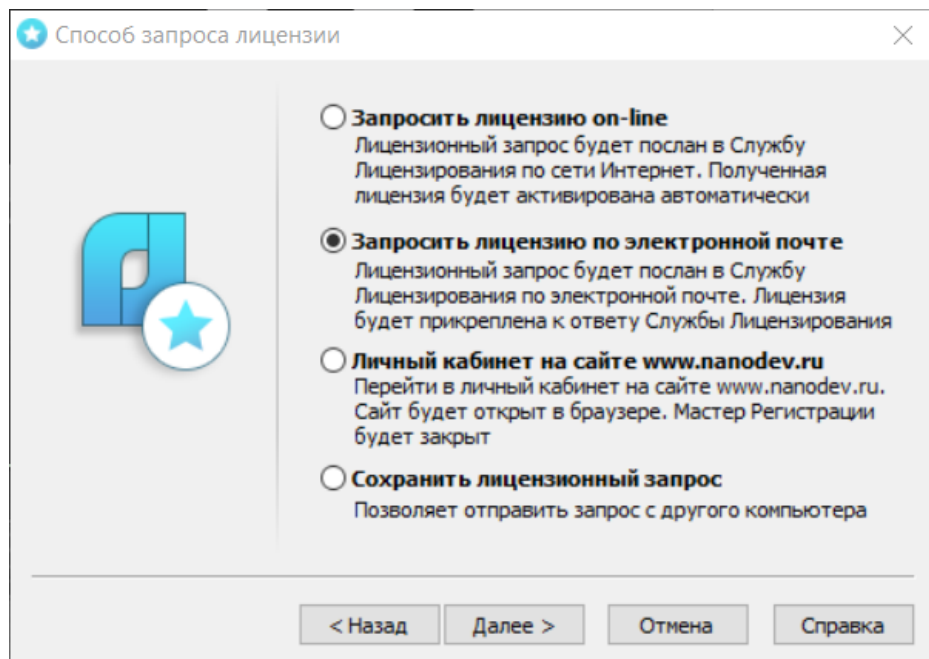 Способ запроса лицензии
Запросить лицензию on-line
Лицензионный запрос будет послан в Службу
Лицензирования по сети Интернет. Полученная
лицензия будет активирована автоматически
Запросить лицензию по электронной почте
Лицензионный запрос будет послан в Службу
Лицензирования по электронной почте. Лицензия
будет прикреплена к ответу Службы Лицензирования
Личный кабинет на сайте www.nanodev.ru
Перейти в личный кабинет на сайте www.nanodev.ru.
Сайт будет открыт в браузере. Мастер Регистрации
будет закрыт
Сохранить лицензионный запрос
Позволяет отправить запрос с другого компьютера
< Назад Далее > Отмена Справка